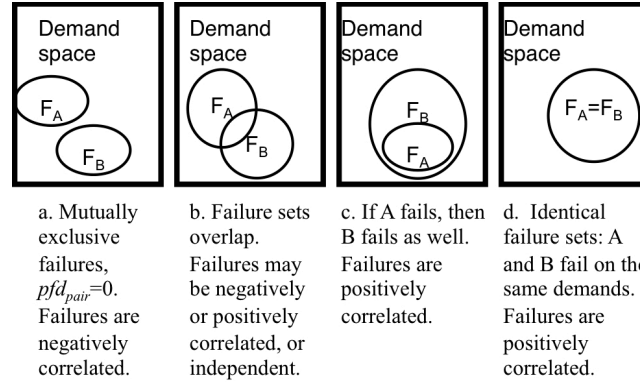 Demand
space
F_A
F_B
a. Mutually
exclusive
failures,
pfd_pair=0.
Failures are
negatively
correlated.
Demand
space
F_A
F_B
b. Failure sets
overlap.
Failures may
be negatively
or positively
correlated, or
independent.
Demand
space
F_B
F_A
c. If A fails, then
B fails as well.
Failures are
positively
correlated.
Demand
space
F_A=F_B
d. Identical
failure sets: A
and B fail on the
same demands.
Failures are
positively
correlated.